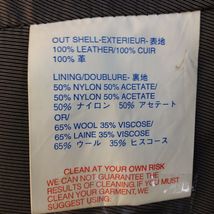 OUT SHELL-EXTERIEUR-表地
100% LEATHER/100% CUIR
100% 革
LINING/DOUBLURE-裏地
50% NYLON 50% ACETATE/
50% NYLON 50% ACETATE/
50% ナイロン 50% アセテート
OR/
65% WOOL 35% VISCOSE/
65% LAINE 35% VISCOSE
65% ウール 35% ビスコース
CLEAN AT YOUR OWN RISK
WE CAN NOT GUARANTEE THE
RESULTS OF CLEANING. IF YOU MUST
CLEAN YOUR GARMENT, WE
SUGGEST USING: